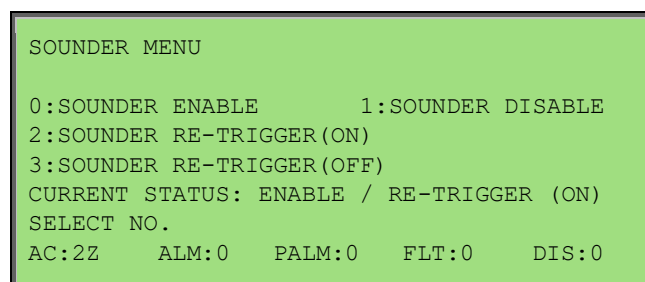 SOUNDER MENU
0:SOUNDER ENABLE 1:SOUNDER DISABLE
2:SOUNDER RE-TRIGGER(ON)
3:SOUNDER RE-TRIGGER(OFF)
CURRENT STATUS: ENABLE / RE-TRIGGER (ON)
SELECT NO.
AC:2Z ALM:0 PALM:0 FLT:0 DIS:0